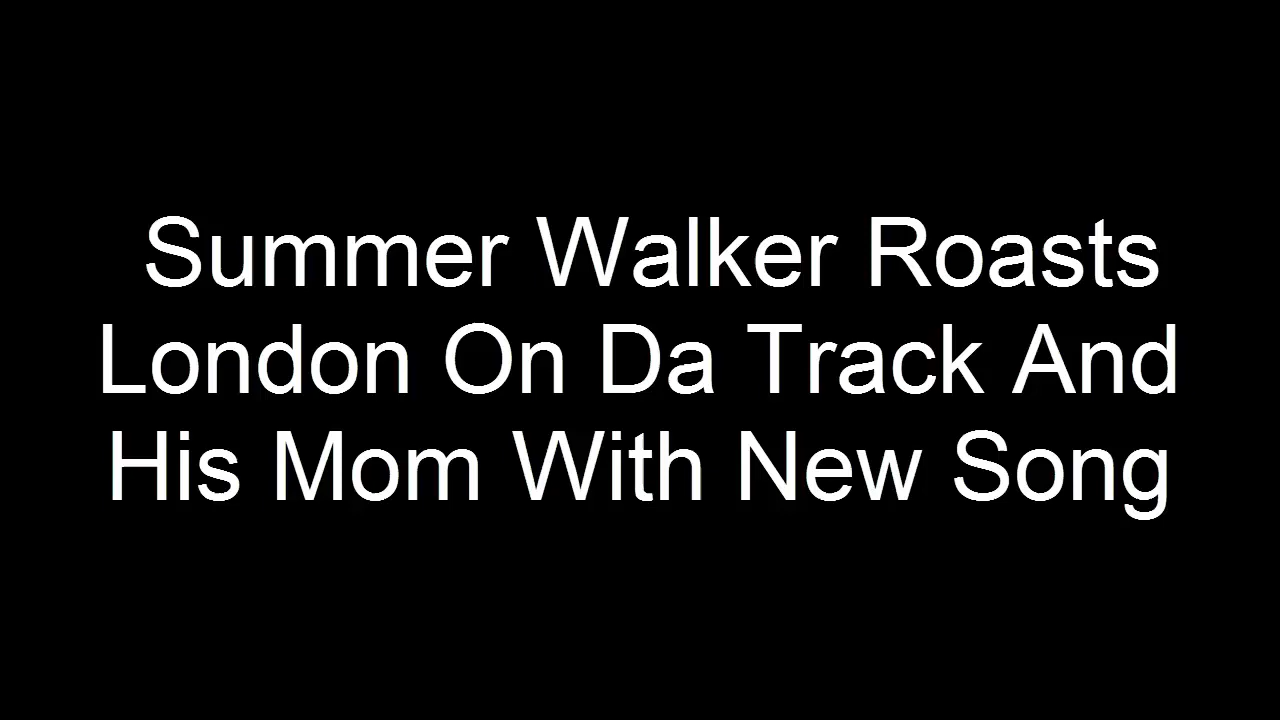 Summer Walker Roasts
London On Da Track And
His Mom With New Song